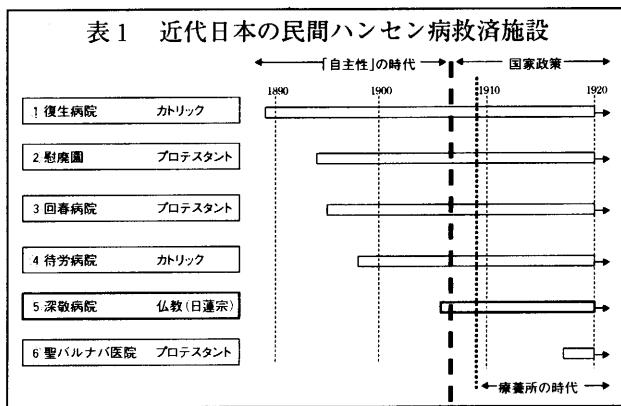 表1 近代日本の民間ハンセン病救済施設
「自主性」の時代 国家政策
1890 1900 1910 1920
1 復生病院 カトリック
2 慰廃園 プロテスタント
3 回春病院 プロテスタント
4 待労病院 カトリック
5 深敬病院 仏教(日蓮宗)
6 聖バルナバ医院 プロテスタント
療養所の時代